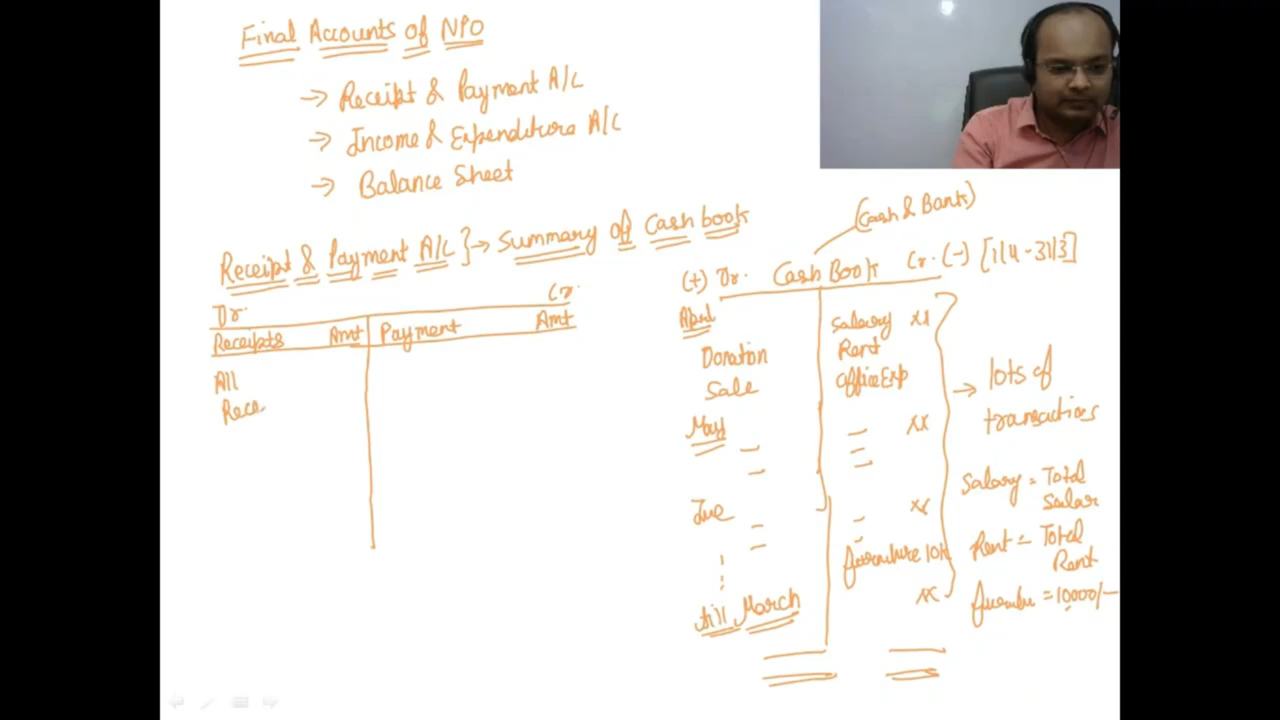 Final Accounts of NPO
→ Receipt & Payment A/C
→ Income & Expenditure A/C
→ Balance Sheet
Receipt & Payment A/C } → Summary of Cash book
Dr. Cr.
Receipts Amt Payment Amt
All
Rece
(Cash & Bank)
(+) Dr. Cash Book Cr. (-) [1/4 - 31/3]
April
Salary xx
Donation Rent
Sale Office Exp
→ lots of
transactions
May xx
Salary = Total
Salar
June xx
Rent = Total
Rent
furniture 10k
= 10000/-
till March xx